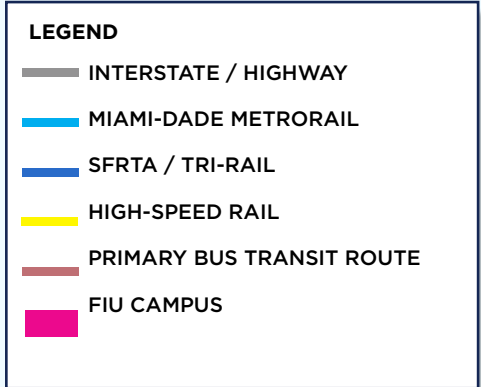 LEGEND
INTERSTATE / HIGHWAY
MIAMI-DADE METRORAIL
SFRTA / TRI-RAIL
HIGH-SPEED RAIL
PRIMARY BUS TRANSIT ROUTE
FIU CAMPUS